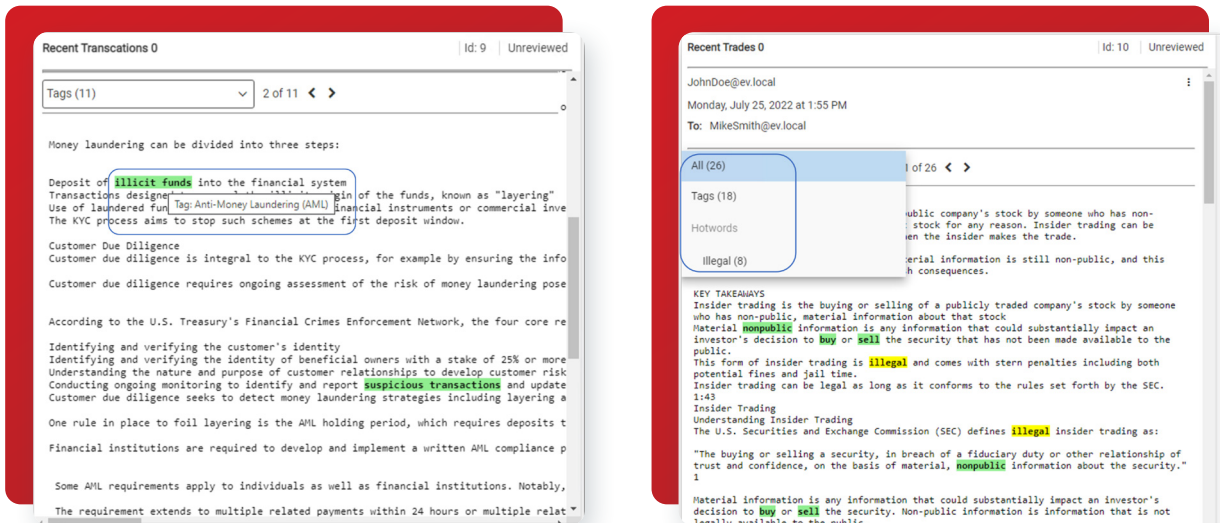 Recent Transcations 0
Id: 9
Unreviewed
Tags (11)
2 of 11
Money laundering can be divided into three steps:
Deposit of illicit funds into the financial system
Transactions designe
gin of the funds, known as "layering"
Use of laundered fun
inancial instruments or commercial inve
Tag: Anti-Money Laundering (AML)
The KYC process aims to stop such schemes at the first deposit window.
Customer Due Diligence
Customer due diligence is integral to the KYC process, for example by ensuring the info
Customer due diligence requires ongoing assessment of the risk of money laundering pose
According to the U.S. Treasury's Financial Crimes Enforcement Network, the four core re
Identifying and verifying the customer's identity
Identifying and verifying the identity of beneficial owners with a stake of 25% or more
Understanding the nature and purpose of customer relationships to develop customer risk
Conducting ongoing monitoring to identify and report suspicious transactions and update
Customer due diligence seeks to detect money laundering strategies including layering a
One rule in place to foil layering is the AML holding period, which requires deposits t
Financial institutions are required to develop and implement a written AML compliance p
Some AML requirements apply to individuals as well as financial institutions. Notably,
The requirement extends to multiple related payments within 24 hours or multiple relat
Recent Trades 0
Id: 10
Unreviewed
JohnDoe@ev.local
Monday, July 25, 2022 at 1:55 PM
To: MikeSmith@ev.local
All (26)
Tags (18)
Hotwords
Illegal (8)
of 26
ublic company's stock by someone who has non-
stock for any reason. Insider trading can be
en the insider makes the trade.
erial information is still non-public, and this
h consequences.
KEY TAKEAWAYS
Insider trading is the buying or selling of a publicly traded company's stock by someone
who has non-public, material information about that stock
Material nonpublic information is any information that could substantially impact an
investor's decision to buy or sell the security that has not been made available to the
public.
This form of insider trading is illegal and comes with stern penalties including both
potential fines and jail time.
Insider trading can be legal as long as it conforms to the rules set forth by the SEC.
1:43
Insider Trading
Understanding Insider Trading
The U.S. Securities and Exchange Commission (SEC) defines illegal insider trading as:
"The buying or selling a security, in breach of a fiduciary duty or other relationship of
trust and confidence, on the basis of material, nonpublic information about the security."
1
Material information is any information that could substantially impact an investor's
decision to buy or sell the security. Non-public information is information that is not
legally available to the public